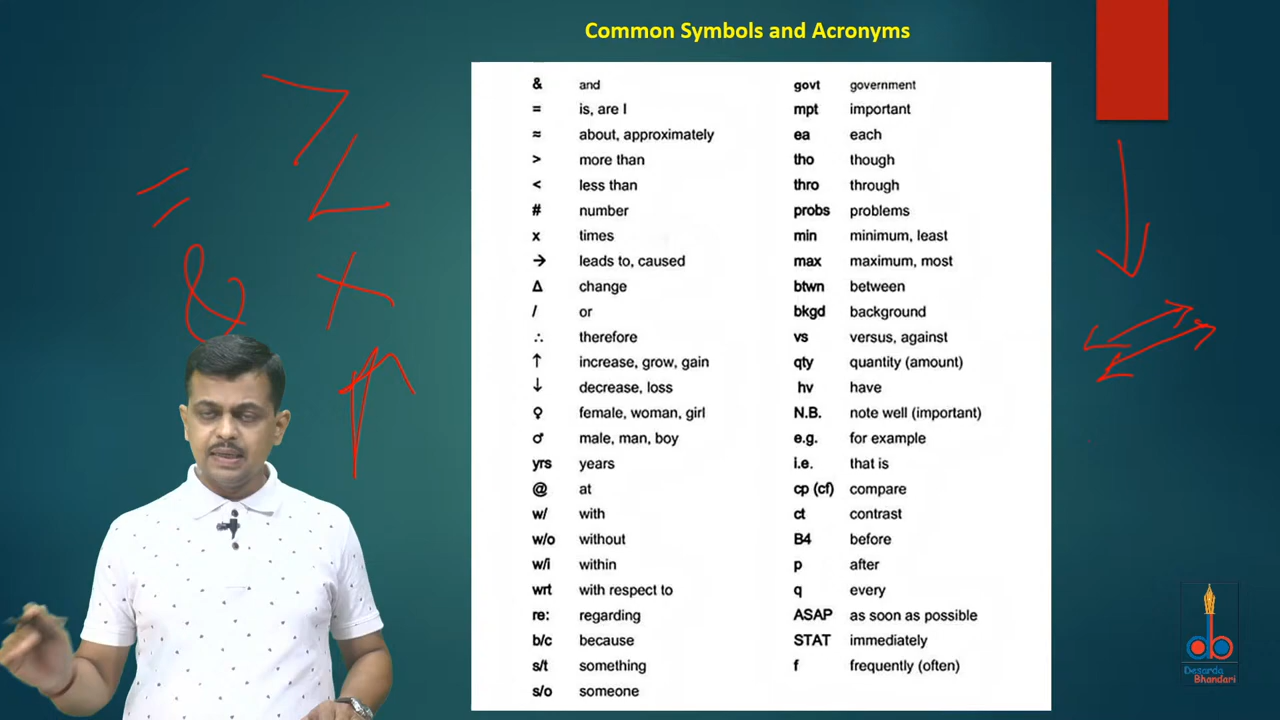 Common Symbols and Acronyms
& and
= is, are I
≈ about, approximately
> more than
< less than
# number
x times
→ leads to, caused
Δ change
/ or
∴ therefore
↑ increase, grow, gain
↓ decrease, loss
♀ female, woman, girl
♂ male, man, boy
yrs years
@ at
w/ with
w/o without
w/i within
wrt with respect to
re: regarding
b/c because
s/t something
s/o someone
govt government
mpt important
ea each
tho though
thro through
probs problems
min minimum, least
max maximum, most
btwn between
bkgd background
vs versus, against
qty quantity (amount)
hv have
N.B. note well (important)
e.g. for example
i.e. that is
cp (cf) compare
ct contrast
B4 before
p after
q every
ASAP as soon as possible
STAT immediately
f frequently (often)
>
<
=
&
x
↑
↓
db
Desarda
Bhandari